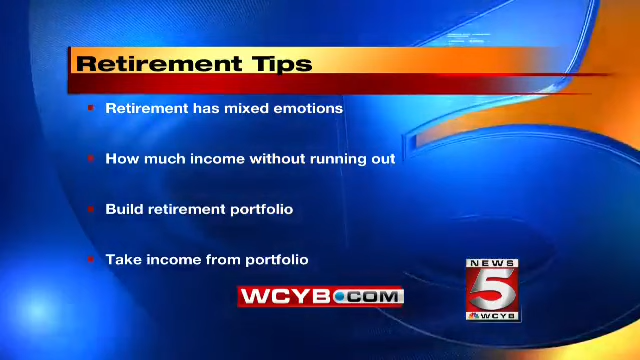 Retirement Tips
Retirement has mixed emotions
How much income without running out
Build retirement portfolio
Take income from portfolio
WCYB.COM
NEWS
5
WCYB